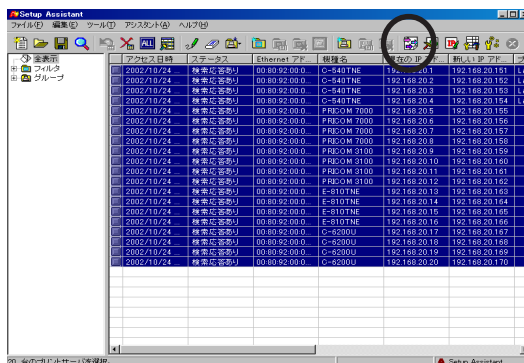 Setup Assistant
ファイル(F) 編集(E) ツール(T) アシスタント(A) ヘルプ(H)
ALL
全表示
フィルタ
グループ
アクセス日時 ステータス Ethernet アド... 機種名 現在の IP アド... 新しい IP アド...
2002/10/24 ... 検索応答あり 00:80:92:00:0... C-540TNE 192.168.20.1 192.168.20.151
2002/10/24 ... 検索応答あり 00:80:92:00:0... C-540TNE 192.168.20.2 192.168.20.152
2002/10/24 ... 検索応答あり 00:80:92:00:0... C-540TNE 192.168.20.3 192.168.20.153
2002/10/24 ... 検索応答あり 00:80:92:00:0... C-540TNE 192.168.20.4 192.168.20.154
2002/10/24 ... 検索応答あり 00:80:92:00:0... PRICOM 7000 192.168.20.5 192.168.20.155
2002/10/24 ... 検索応答あり 00:80:92:00:0... PRICOM 7000 192.168.20.6 192.168.20.156
2002/10/24 ... 検索応答あり 00:80:92:00:0... PRICOM 7000 192.168.20.7 192.168.20.157
2002/10/24 ... 検索応答あり 00:80:92:00:0... PRICOM 7000 192.168.20.8 192.168.20.158
2002/10/24 ... 検索応答あり 00:80:92:00:0... PRICOM 3100 192.168.20.9 192.168.20.159
2002/10/24 ... 検索応答あり 00:80:92:00:0... PRICOM 3100 192.168.20.10 192.168.20.160
2002/10/24 ... 検索応答あり 00:80:92:00:0... PRICOM 3100 192.168.20.11 192.168.20.161
2002/10/24 ... 検索応答あり 00:80:92:00:0... PRICOM 3100 192.168.20.12 192.168.20.162
2002/10/24 ... 検索応答あり 00:80:92:00:0... E-810TNE 192.168.20.13 192.168.20.163
2002/10/24 ... 検索応答あり 00:80:92:00:0... E-810TNE 192.168.20.14 192.168.20.164
2002/10/24 ... 検索応答あり 00:80:92:00:0... E-810TNE 192.168.20.15 192.168.20.165
2002/10/24 ... 検索応答あり 00:80:92:00:0... E-810TNE 192.168.20.16 192.168.20.166
2002/10/24 ... 検索応答あり 00:80:92:00:0... C-6200U 192.168.20.17 192.168.20.167
2002/10/24 ... 検索応答あり 00:80:92:00:0... C-6200U 192.168.20.18 192.168.20.168
2002/10/24 ... 検索応答あり 00:80:92:00:0... C-6200U 192.168.20.19 192.168.20.169
2002/10/24 ... 検索応答あり 00:80:92:00:0... C-6200U 192.168.20.20 192.168.20.170
20 台のプリントサーバを選択. Setup Assistant